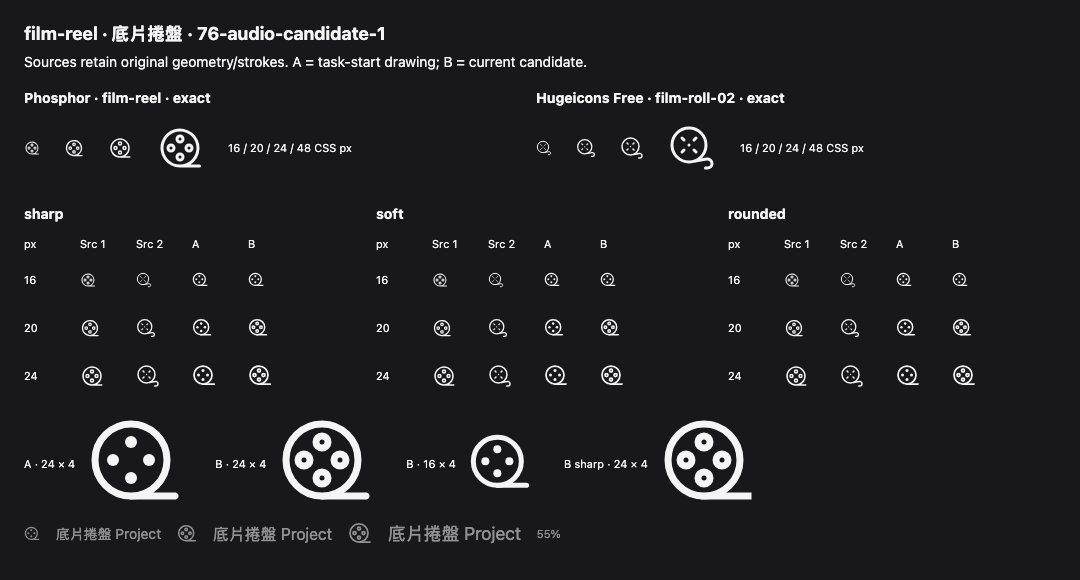 film-reel · 底片捲盤 · 76-audio-candidate-1
Sources retain original geometry/strokes. A = task-start drawing; B = current candidate.
Phosphor · film-reel · exact
Hugeicons Free · film-roll-02 · exact
16 / 20 / 24 / 48 CSS px
16 / 20 / 24 / 48 CSS px
sharp
soft
rounded
px Src 1 Src 2 A B
px Src 1 Src 2 A B
px Src 1 Src 2 A B
16
16
16
20
20
20
24
24
24
A · 24 × 4
B · 24 × 4
B · 16 × 4
B sharp · 24 × 4
底片捲盤 Project
底片捲盤 Project
底片捲盤 Project
55%